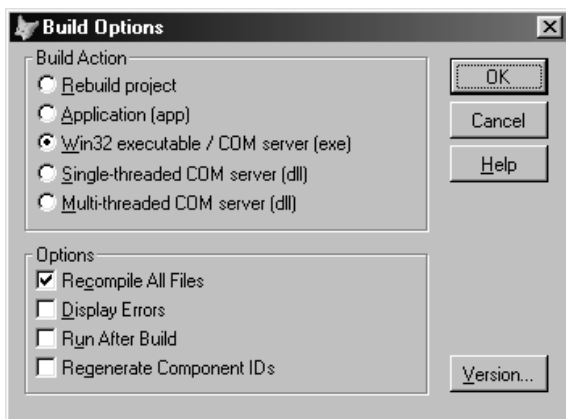 Build Options
Build Action
Rebuild project
Application (app)
Win32 executable / COM server (exe)
Single-threaded COM server (dll)
Multi-threaded COM server (dll)
OK
Cancel
Help
Options
Recompile All Files
Display Errors
Run After Build
Regenerate Component IDs
Version...